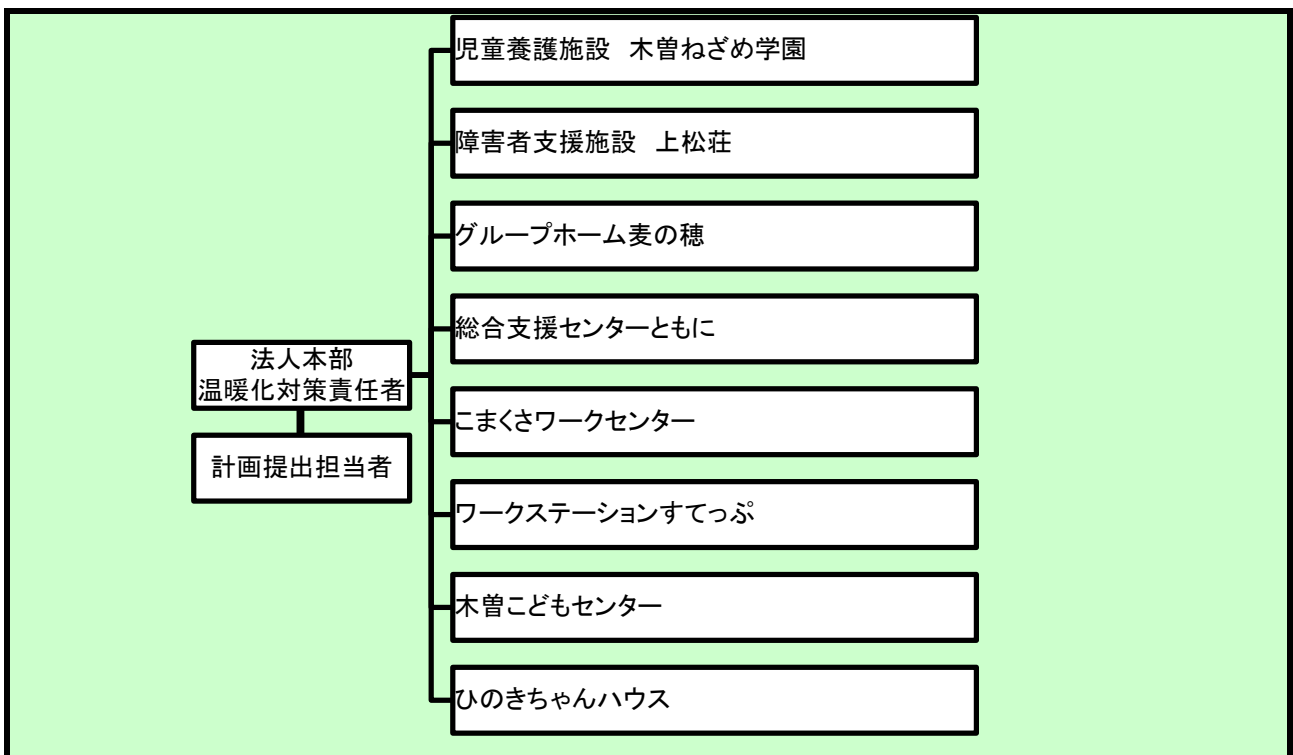 児童養護施設　木曽ねざめ学園
障害者支援施設　上松荘
グループホーム麦の穂
総合支援センターともに
法人本部
温暖化対策責任者
こまくさワークセンター
計画提出担当者
ワークステーションすてっぷ
木曽こどもセンター
ひのきちゃんハウス